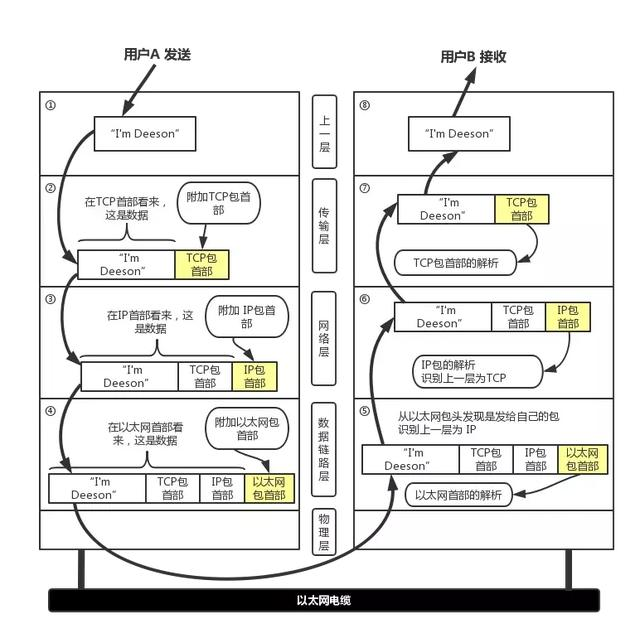 用户A 发送
用户B 接收
①
"I'm Deeson"
上一层
⑧
"I'm Deeson"
②
在TCP首部看来，
这是数据
附加TCP包首
部
"I'm
Deeson"
TCP包
首部
传输层
⑦
"I'm
Deeson"
TCP包
首部
TCP包首部的解析
③
在IP首部看来，这
是数据
附加 IP包首
部
"I'm
Deeson"
TCP包
首部
IP包
首部
网络层
⑥
"I'm
Deeson"
TCP包
首部
IP包
首部
IP包的解析
识别上一层为TCP
④
在以太网首部看
来，这是数据
附加以太网包
首部
"I'm
Deeson"
TCP包
首部
IP包
首部
以太网
包首部
数据链路层
⑤
从以太网包头发现是发给自己的包
识别上一层为 IP
"I'm
Deeson"
TCP包
首部
IP包
首部
以太网
包首部
以太网首部的解析
物理层
以太网电缆